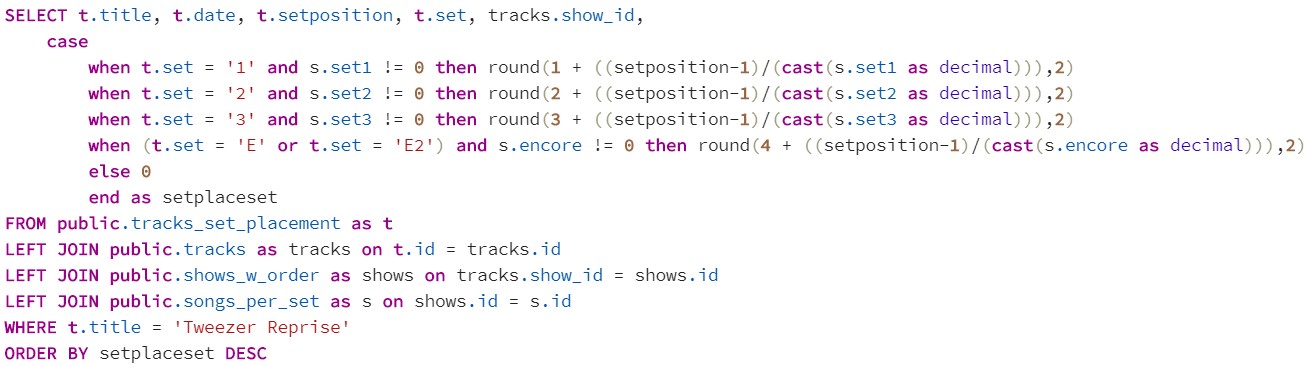 SELECT t.title, t.date, t.setposition, t.set, tracks.show_id,
    case
        when t.set = '1' and s.set1 != 0 then round(1 + ((setposition-1)/(cast(s.set1 as decimal))),2)
        when t.set = '2' and s.set2 != 0 then round(2 + ((setposition-1)/(cast(s.set2 as decimal))),2)
        when t.set = '3' and s.set3 != 0 then round(3 + ((setposition-1)/(cast(s.set3 as decimal))),2)
        when (t.set = 'E' or t.set = 'E2') and s.encore != 0 then round(4 + ((setposition-1)/(cast(s.encore as decimal))),2)
        else 0
        end as setplaceset
FROM public.tracks_set_placement as t
LEFT JOIN public.tracks as tracks on t.id = tracks.id
LEFT JOIN public.shows_w_order as shows on tracks.show_id = shows.id
LEFT JOIN public.songs_per_set as s on shows.id = s.id
WHERE t.title = 'Tweezer Reprise'
ORDER BY setplaceset DESC